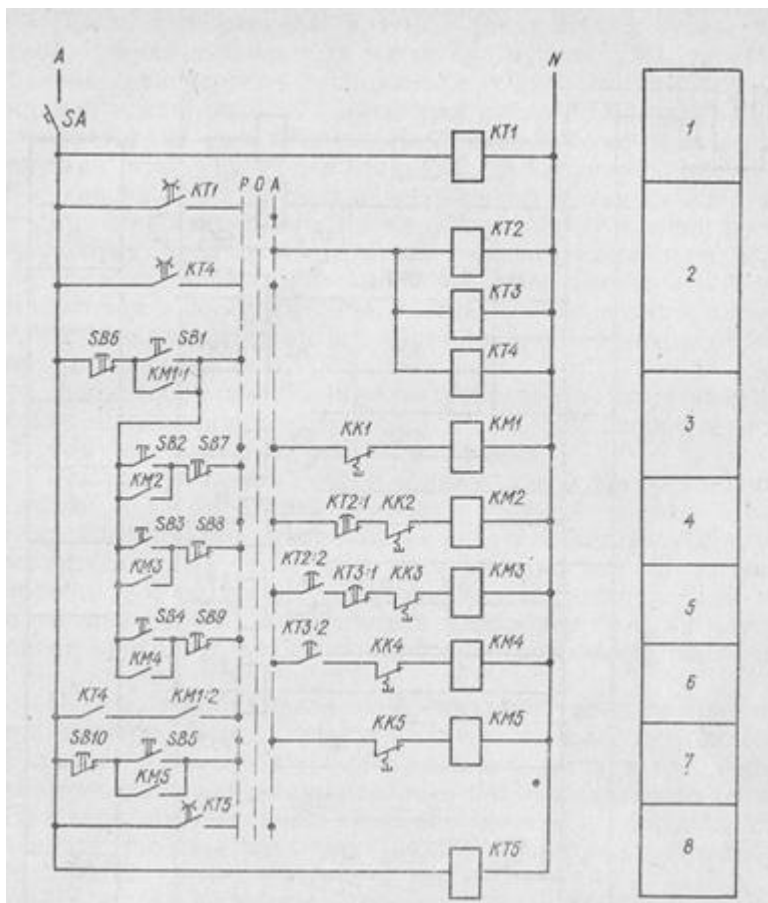 A N
SA
KT1 1
KT1 P O A
KT2
KT4 2
KT3
SB6 SB1 KT4
KM1:1
KK1 KM1 3
SB2 SB7
KM2 KT2:1 KK2 KM2 4
SB3 SB8 KT2:2 KT3:1 KK3 KM3
KM3 5
SB4 SB9 KT3:2 KK4 KM4
KM4 6
KT4 KM1:2
KK5 KM5
SB10 SB5 7
KM5
KT5
KT5 8